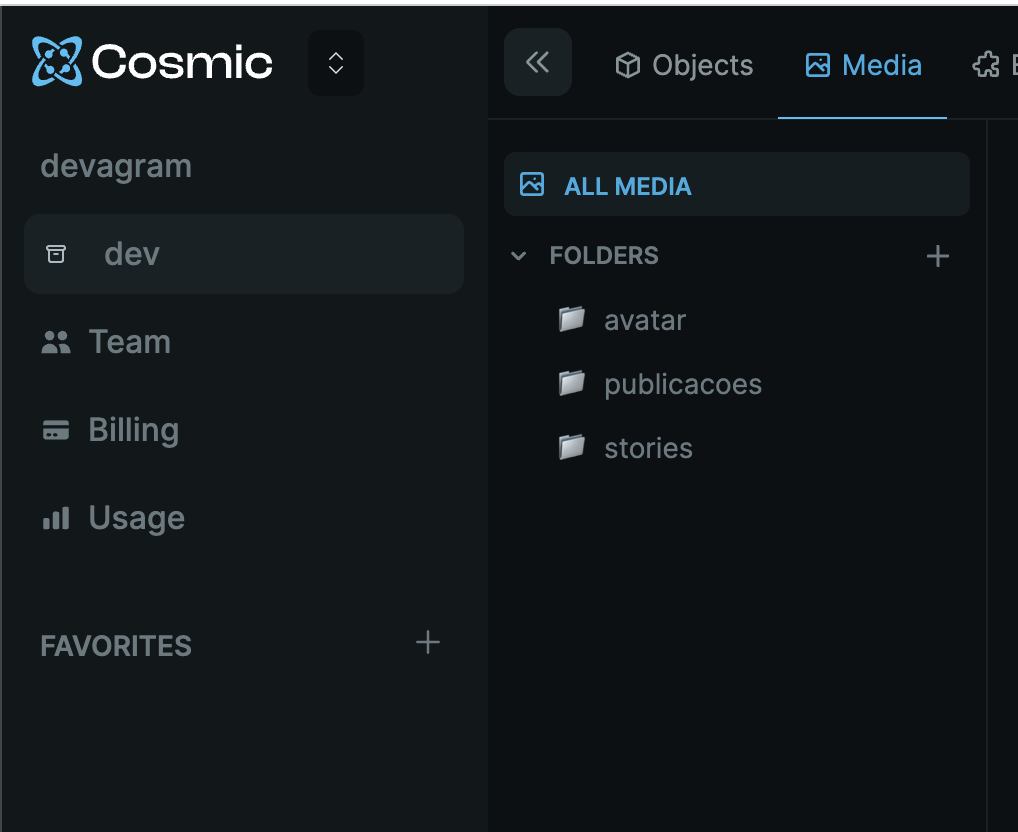 Cosmic
devagram
dev
Team
Billing
Usage
FAVORITES
Objects
Media
ALL MEDIA
FOLDERS
avatar
publicacoes
stories